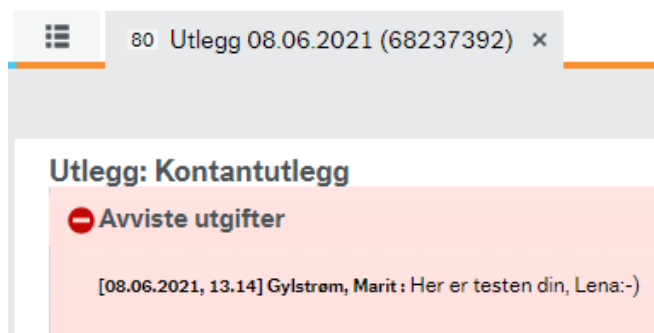 80 Utlegg 08.06.2021 (68237392) ×
Utlegg: Kontantutlegg
Avviste utgifter
[08.06.2021, 13.14] Gylstrøm, Marit : Her er testen din, Lena:-)